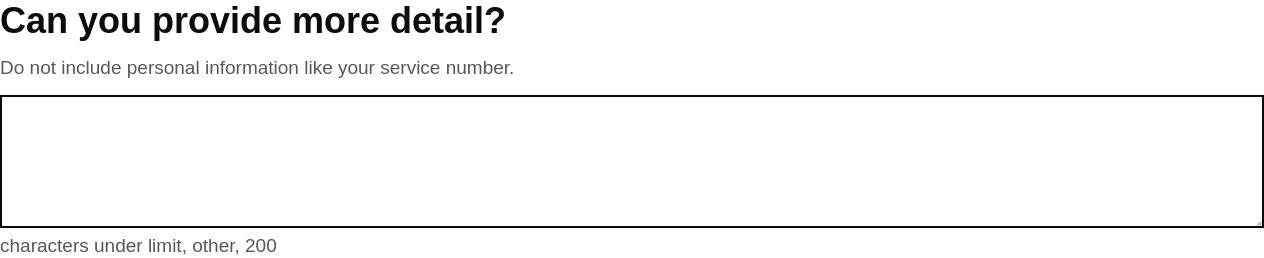 Can you provide more detail?
Do not include personal information like your service number.
characters under limit, other, 200